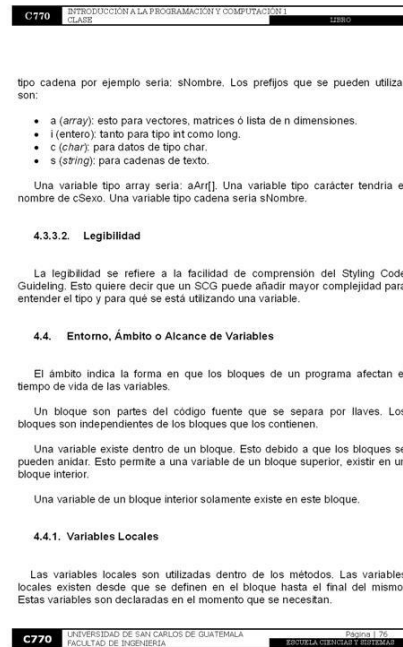 C770 INTRODUCCIÓN A LA PROGRAMACIÓN Y COMPUTACIÓN 1
CLASE LIBRO
tipo cadena por ejemplo seria: sNombre. Los prefijos que se pueden utiliza
son:
• a (array): esto para vectores, matrices ó lista de n dimensiones.
• i (entero): tanto para tipo int como long.
• c (char): para datos de tipo char.
• s (string): para cadenas de texto.
Una variable tipo array seria: aArr[]. Una variable tipo carácter tendría e
nombre de cSexo. Una variable tipo cadena seria sNombre.
4.3.3.2. Legibilidad
La legibilidad se refiere a la facilidad de comprensión del Styling Code
Guideling. Esto quiere decir que un SCG puede añadir mayor complejidad para
entender el tipo y para qué se está utilizando una variable.
4.4. Entorno, Ámbito o Alcance de Variables
El ámbito indica la forma en que los bloques de un programa afectan e
tiempo de vida de las variables.
Un bloque son partes del código fuente que se separa por llaves. Los
bloques son independientes de los bloques que los contienen.
Una variable existe dentro de un bloque. Esto debido a que los bloques se
pueden anidar. Esto permite a una variable de un bloque superior, existir en un
bloque interior.
Una variable de un bloque interior solamente existe en este bloque.
4.4.1. Variables Locales
Las variables locales son utilizadas dentro de los métodos. Las variables
locales existen desde que se definen en el bloque hasta el final del mismo
Estas variables son declaradas en el momento que se necesitan.
C770 UNIVERSIDAD DE SAN CARLOS DE GUATEMALA Página | 76
FACULTAD DE INGENIERIA ESCUELA CIENCIAS Y SISTEMAS